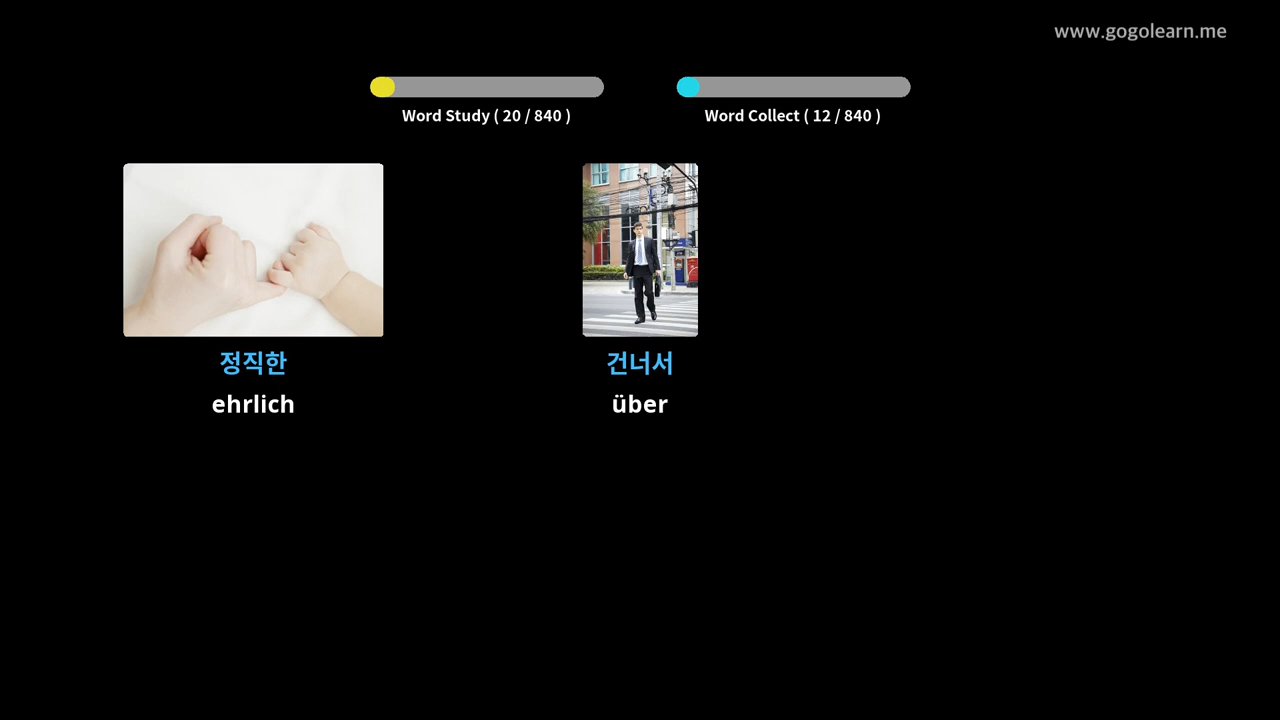 www.gogolearn.me
Word Study ( 20 / 840 )
Word Collect ( 12 / 840 )
정직한
ehrlich
건너서
über